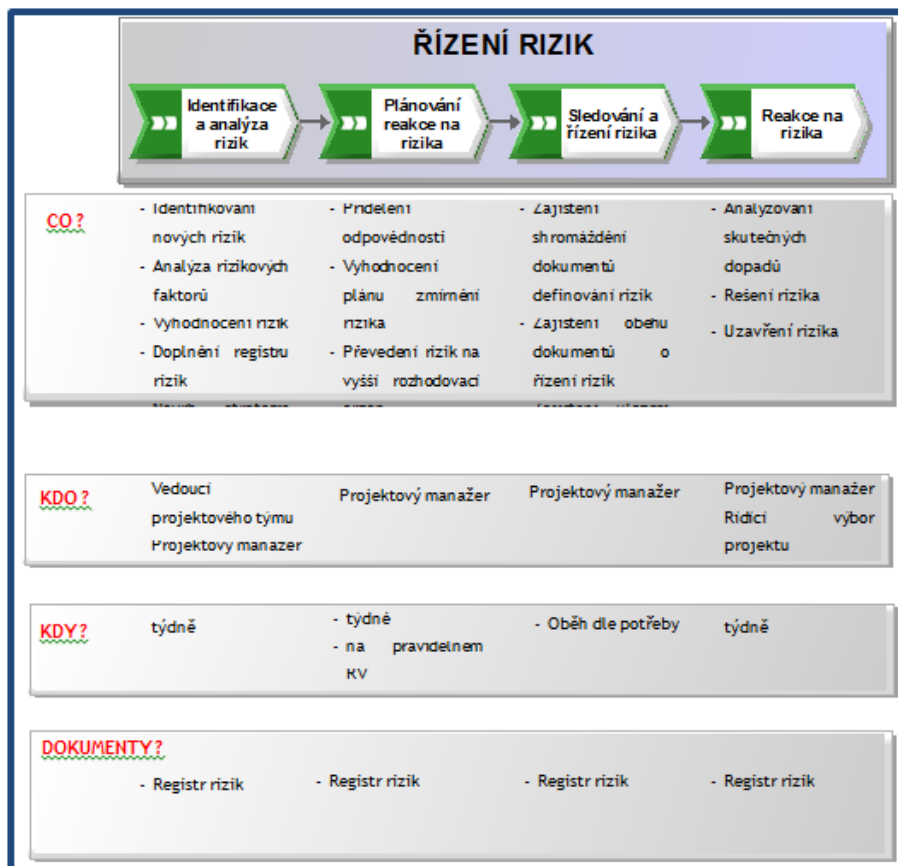 ŘÍZENÍ RIZIK
Identifikace
a analýza
rizik
Plánování
reakce na
rizika
Sledování a
řízení rizika
Reakce na
rizika
CO?
- Identifikování
nových rizik
- Analýza rizikových
faktorů
- Vyhodnocení rizik
- Doplnění registru
rizik
- Přidělení
odpovědností
- Vyhodnocení
plánu zmírnění
rizika
- Převedení rizik na
vyšší rozhodovací
- Zajištění
shromáždění
dokumentů
definování rizik
- Zajištění oběhu
dokumentů o
řízení rizik
- Analyzování
skutečných
dopadů
- Řešení rizika
- Uzavření rizika
KDO?
Vedoucí
projektového týmu
Projektový manažer
Projektový manažer
Projektový manažer
Projektový manažer
Řídící výbor
projektu
KDY?
týdně
- týdně
- na pravidelném
ŘV
- Oběh dle potřeby
týdně
DOKUMENTY?
- Registr rizik
- Registr rizik
- Registr rizik
- Registr rizik